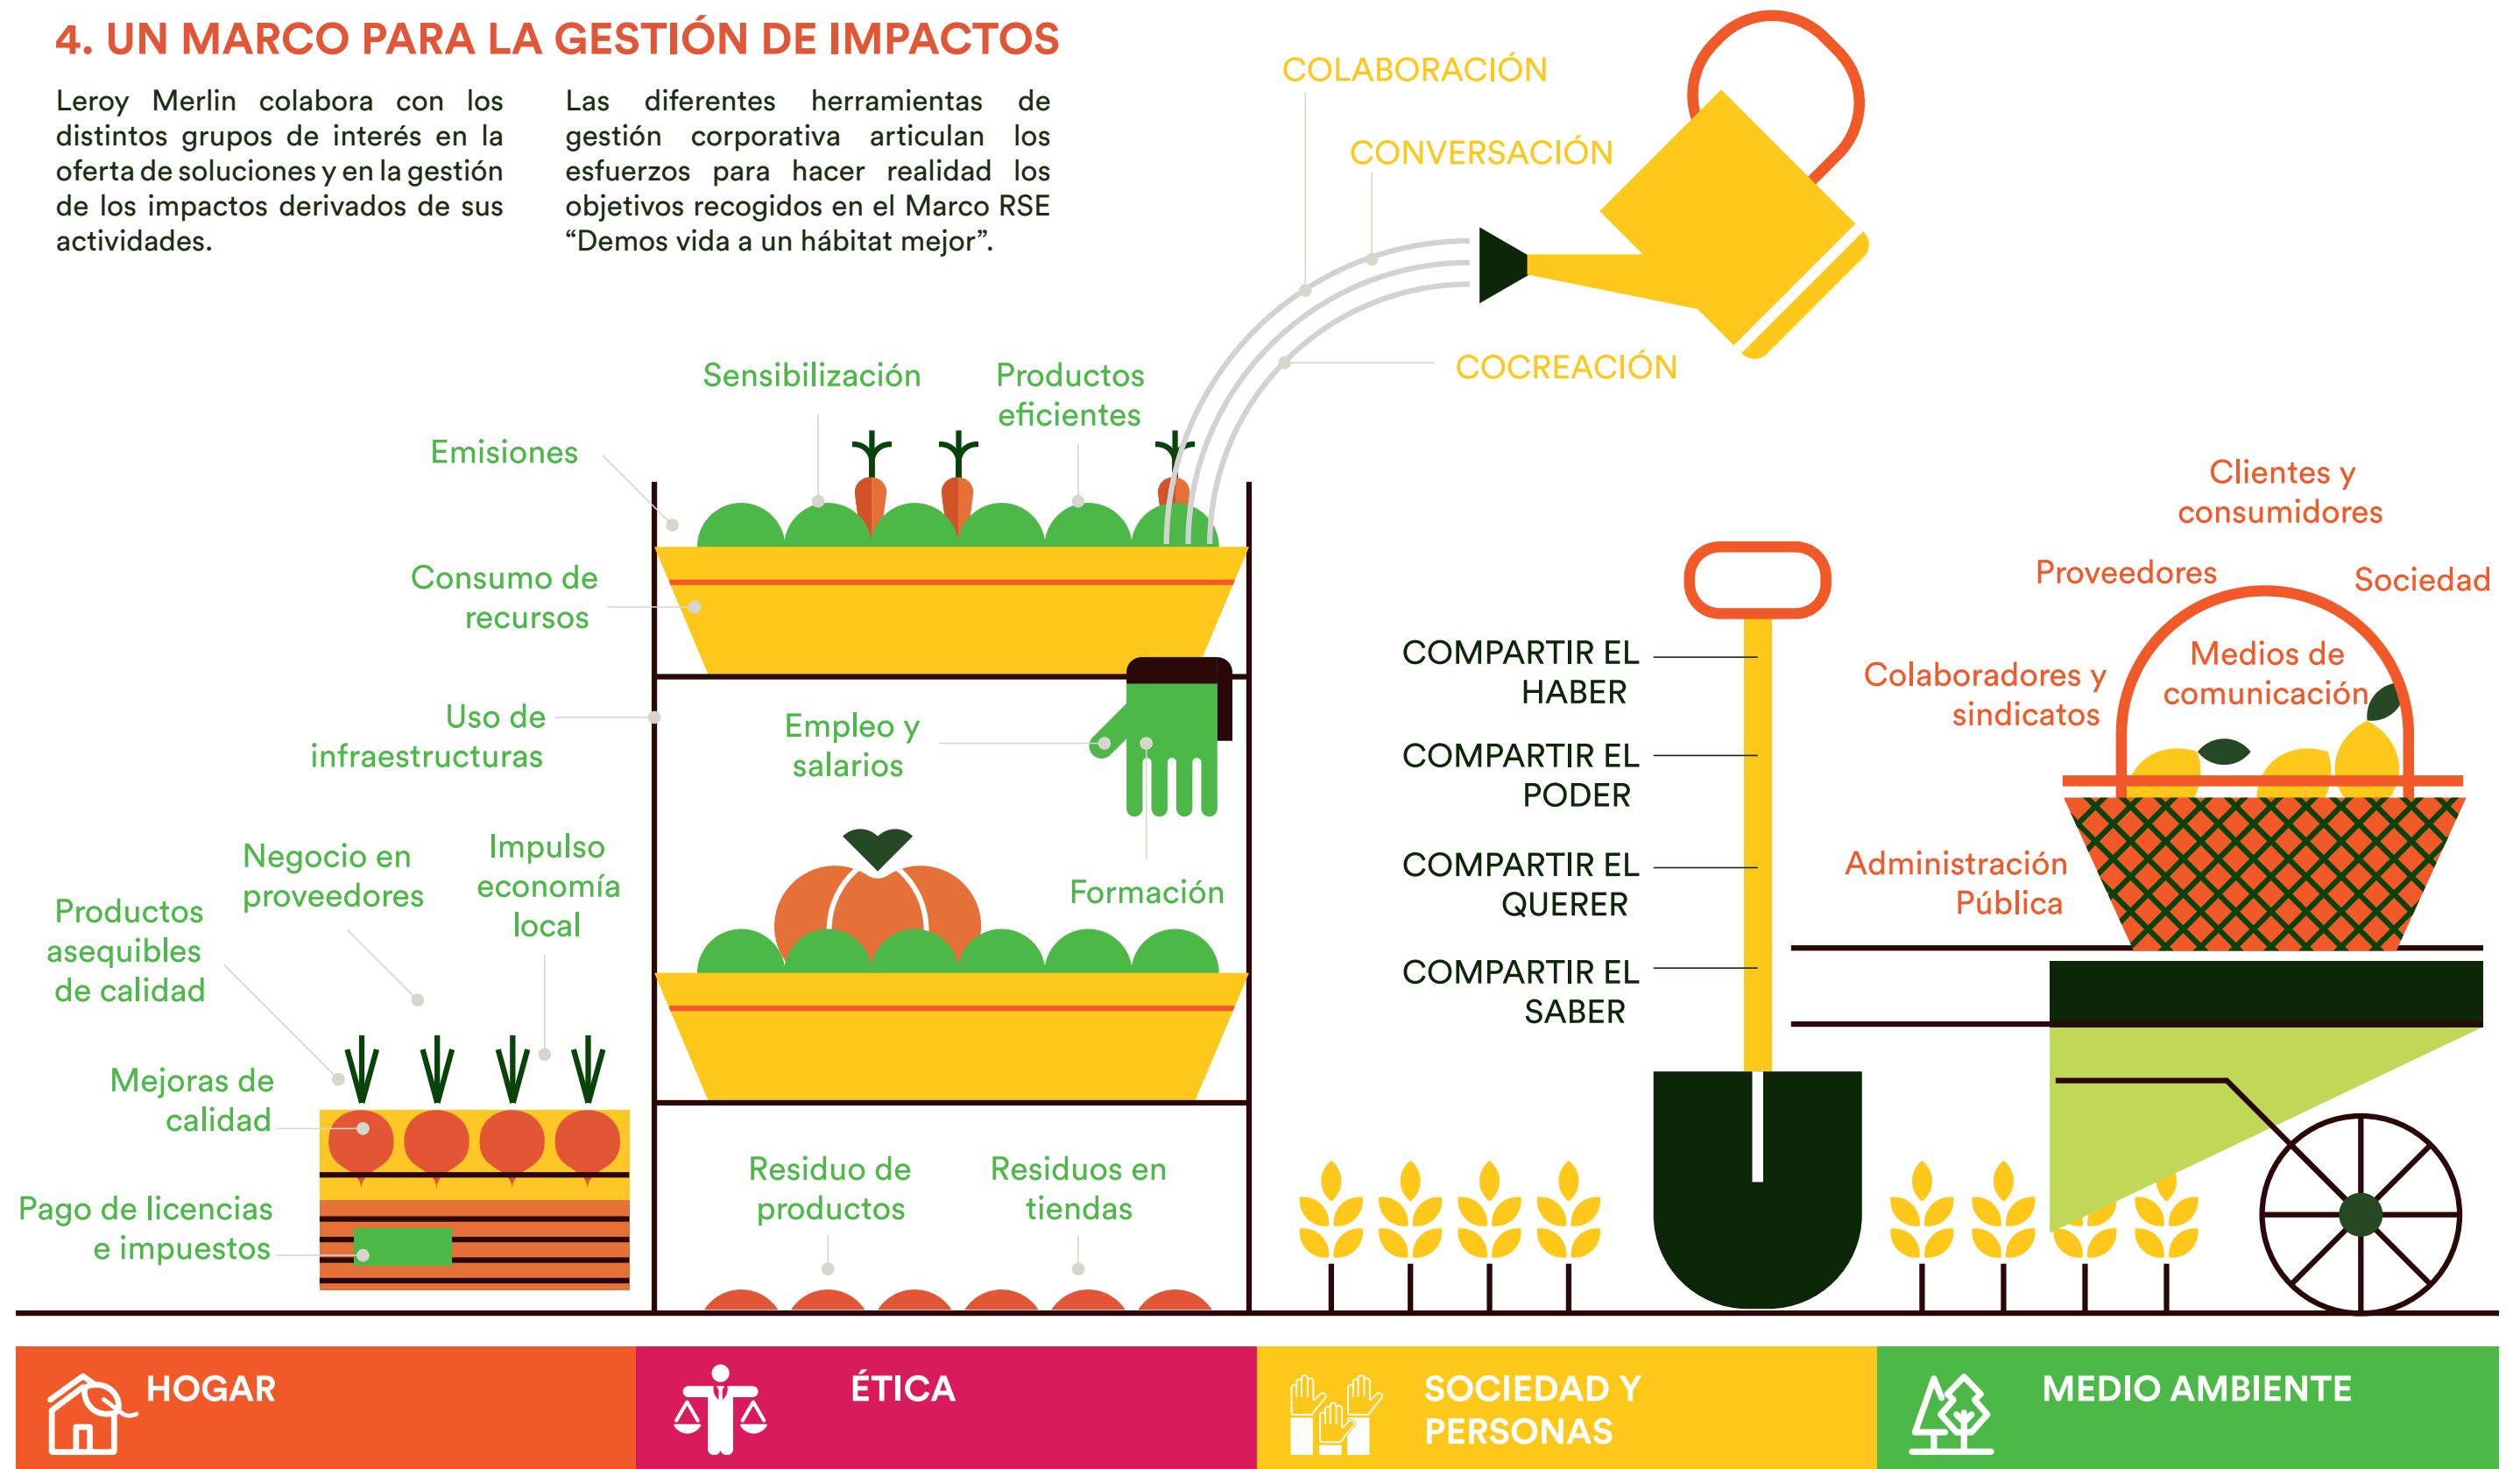 4. UN MARCO PARA LA GESTIÓN DE IMPACTOS
Leroy Merlin colabora con los
distintos grupos de interés en la
oferta de soluciones y en la gestión
de los impactos derivados de sus
actividades.
Las diferentes herramientas de
gestión corporativa articulan los
esfuerzos para hacer realidad los
objetivos recogidos en el Marco RSE
“Demos vida a un hábitat mejor”.
COLABORACIÓN
CONVERSACIÓN
COCREACIÓN
Sensibilización
Productos
eficientes
Emisiones
Consumo de
recursos
Uso de
infraestructuras
Empleo y
salarios
Formación
Negocio en
proveedores
Impulso
economía
local
Productos
asequibles
de calidad
Mejoras de
calidad
Pago de licencias
e impuestos
Residuo de
productos
Residuos en
tiendas
COMPARTIR EL
HABER
COMPARTIR EL
PODER
COMPARTIR EL
QUERER
COMPARTIR EL
SABER
Clientes y
consumidores
Proveedores
Sociedad
Medios de
comunicación
Colaboradores y
sindicatos
Administración
Pública
HOGAR
ÉTICA
SOCIEDAD Y
PERSONAS
MEDIO AMBIENTE